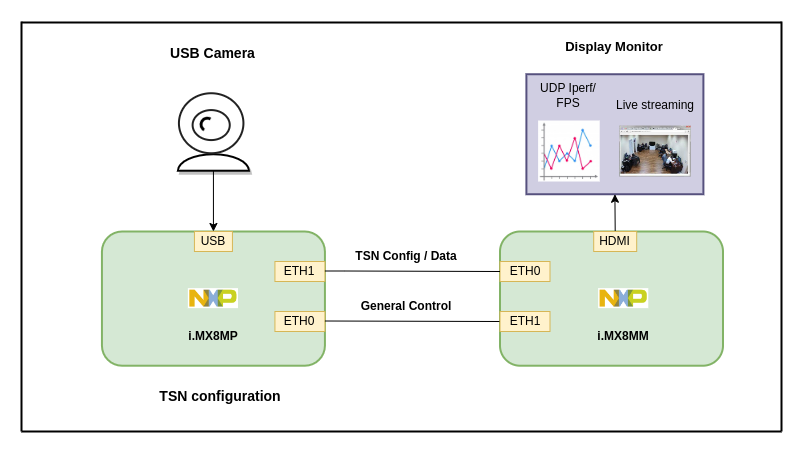 USB Camera
Display Monitor
UDP Iperf/
FPS
Live streaming
USB
HDMI
ETH1
TSN Config / Data
ETH0
NXP
NXP
ETH0
General Control
ETH1
i.MX8MP
i.MX8MM
TSN configuration